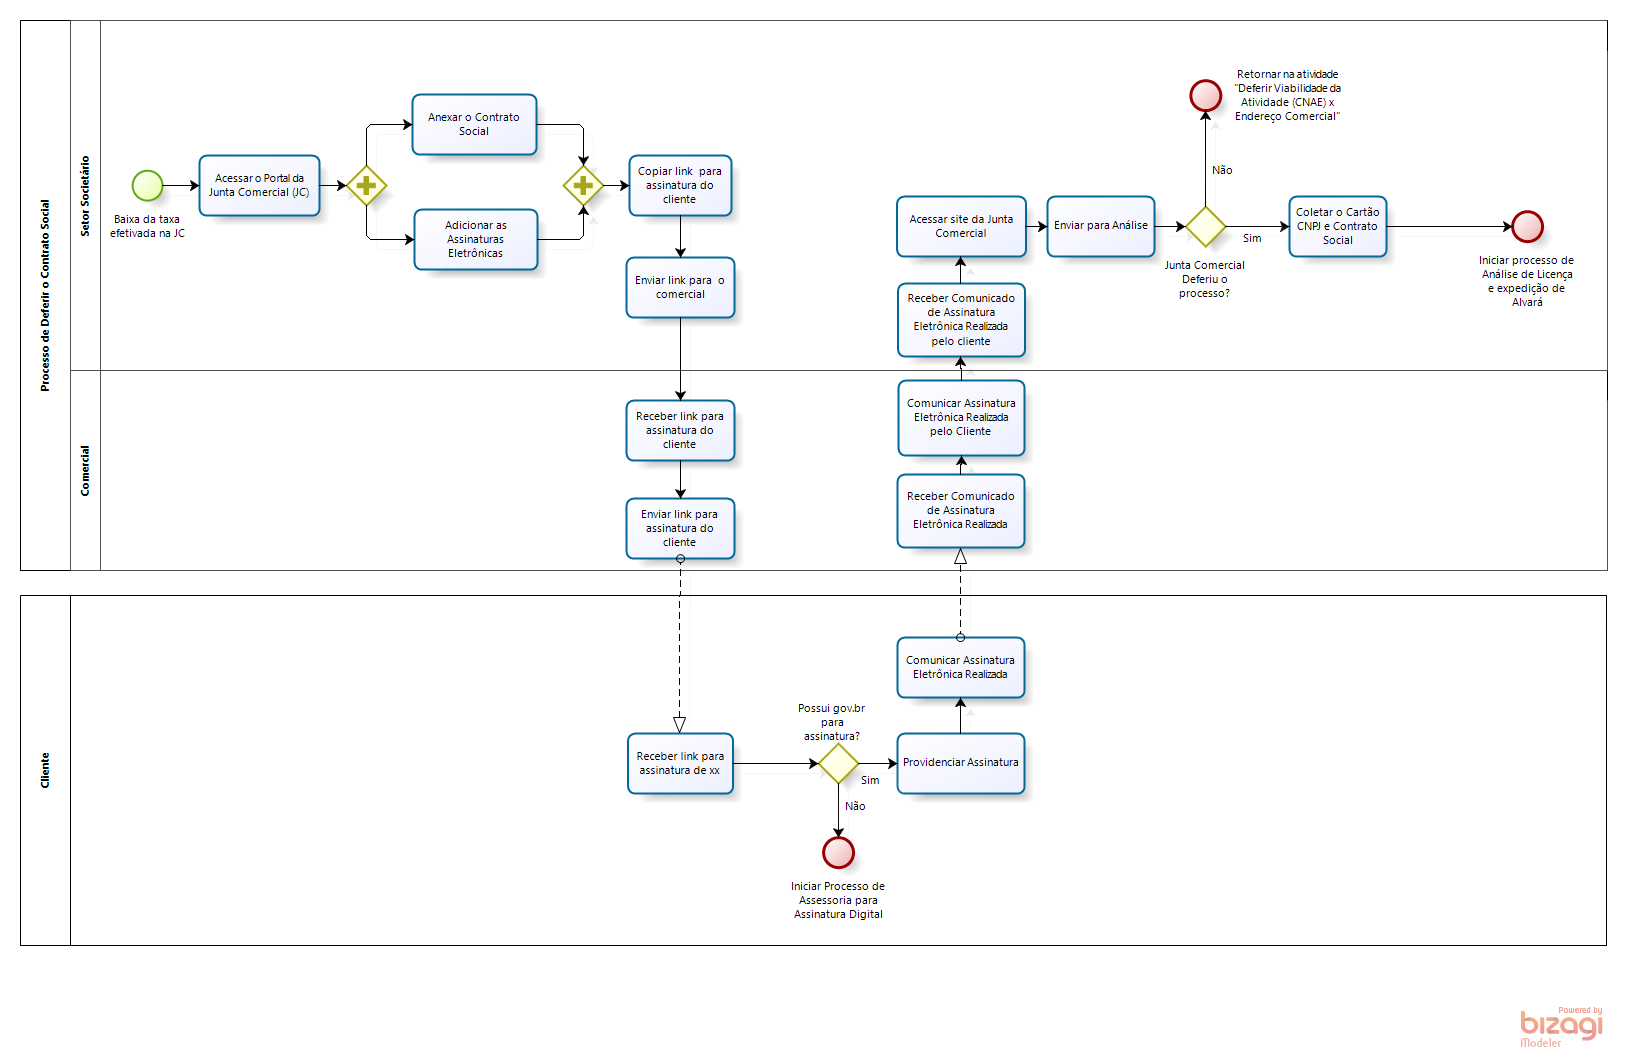 Processo de Deferir o Contrato Social
Setor Societário
Baixa da taxa
efetivada na JC
Acessar o Portal da
Junta Comercial (JC)
Anexar o Contrato
Social
Adicionar as
Assinaturas
Eletrônicas
Copiar link para
assinatura do
cliente
Enviar link para o
comercial
Acessar site da Junta
Comercial
Receber Comunicado
de Assinatura
Eletrônica Realizada
pelo cliente
Enviar para Análise
Junta Comercial
Deferiu o
processo?
Não
Retornar na atividade
"Deferir Viabilidade da
Atividade (CNAE) x
Endereço Comercial"
Sim
Coletar o Cartão
CNPJ e Contrato
Social
Iniciar processo de
Análise de Licença
e expedição de
Alvará
Comercial
Receber link para
assinatura do
cliente
Enviar link para
assinatura do
cliente
Comunicar Assinatura
Eletrônica Realizada
pelo Cliente
Receber Comunicado
de Assinatura
Eletrônica Realizada
Cliente
Receber link para
assinatura de xx
Possui gov.br
para
assinatura?
Sim
Não
Iniciar Processo de
Assessoria para
Assinatura Digital
Providenciar Assinatura
Comunicar Assinatura
Eletrônica Realizada
Powered by
bizagi
Modeler